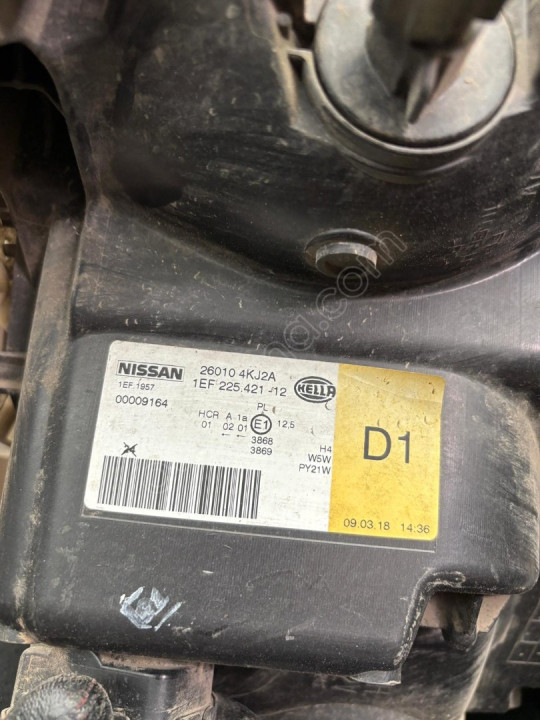 NISSAN
26010 4KJ2A
1EF 225.421 -12
HELLA
1EF.1957
00009164
PL
HCR A 1a E1 12,5
01 02 01
← ← 3868
3869
H4
W5W
PY21W
D1
09.03.18 14:36